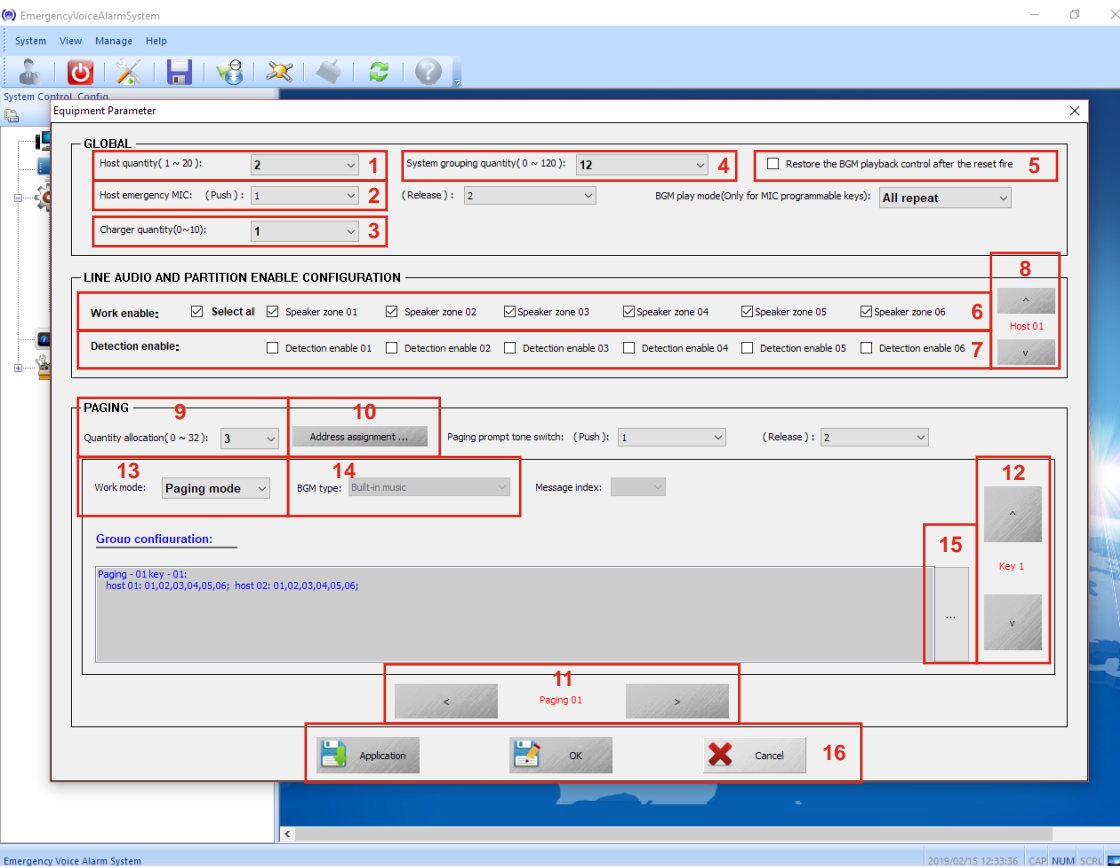 EmergencyVoiceAlarmSystem
System View Manage Help
System Control Config
Equipment Parameter
GLOBAL
Host quantity( 1 ~ 20 ): 2 1 System grouping quantity( 0 ~ 120 ): 12 4 Restore the BGM playback control after the reset fire 5
Host emergency MIC: (Push ) : 1 2 (Release ) : 2 BGM play mode(Only for MIC programmable keys): All repeat
Charger quantity(0~10): 1 3
LINE AUDIO AND PARTITION ENABLE CONFIGURATION
8
^
Work enable: Select al Speaker zone 01 Speaker zone 02 Speaker zone 03 Speaker zone 04 Speaker zone 05 Speaker zone 06 6
Host 01
Detection enable: Detection enable 01 Detection enable 02 Detection enable 03 Detection enable 04 Detection enable 05 Detection enable 06 7
v
PAGING
9 10
Quantity allocation( 0 ~ 32 ): 3 Address assignment ... Paging prompt tone switch: (Push ): 1 (Release ) : 2
13 14 12
Work mode: Paging mode BGM type: Built-in music Message index:
^
Group configuration:
15
Key 1
Paging - 01 key - 01:
host 01: 01,02,03,04,05,06; host 02: 01,02,03,04,05,06;
...
v
11
< Paging 01 >
Application OK Cancel 16
<
Emergency Voice Alarm System 2019/02/15 12:33:36 CAP NUM SCRL